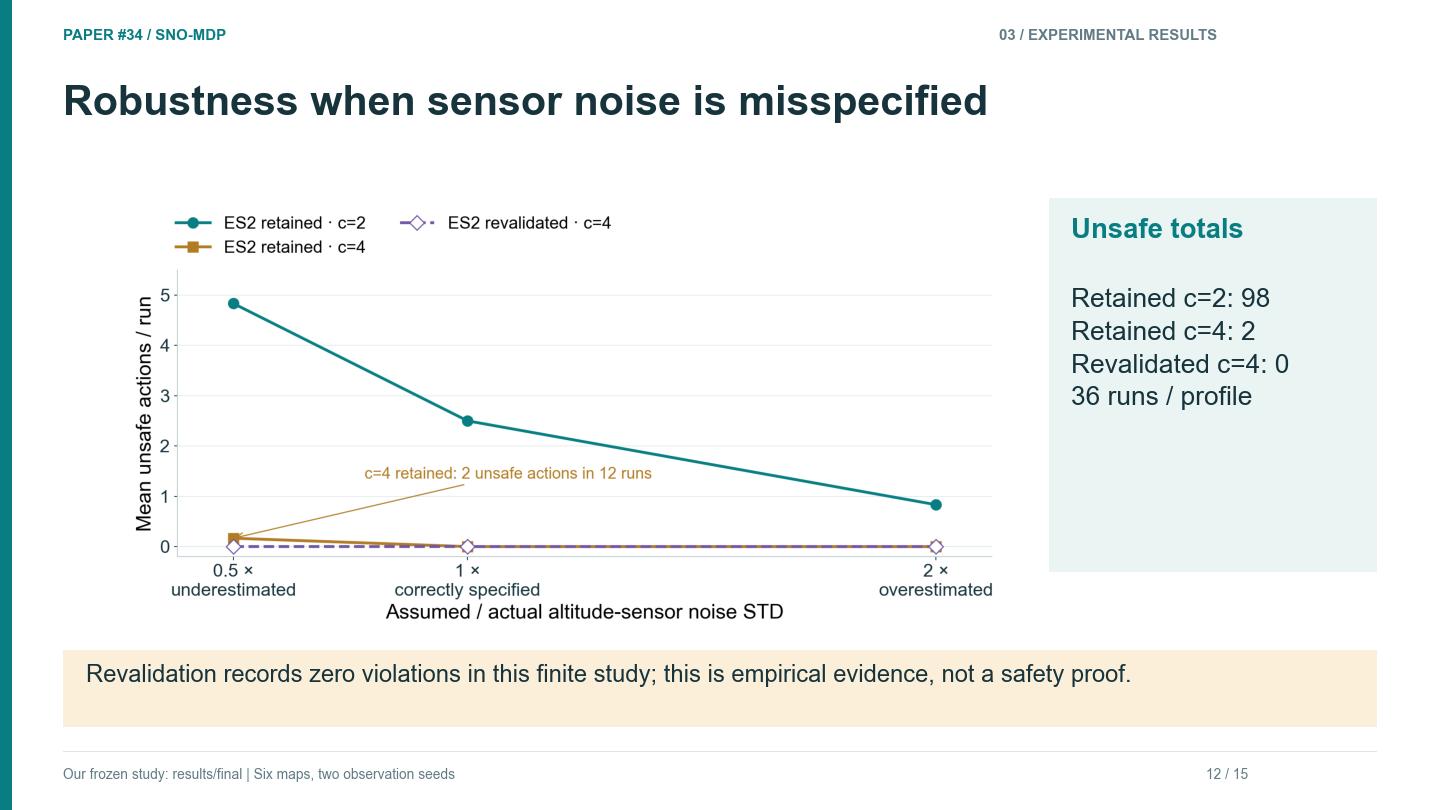 PAPER #34 / SNO-MDP
03 / EXPERIMENTAL RESULTS
Robustness when sensor noise is misspecified
ES2 retained · c=2
ES2 revalidated · c=4
ES2 retained · c=4
Mean unsafe actions / run
5
4
3
2
1
0
c=4 retained: 2 unsafe actions in 12 runs
0.5 ×
underestimated
1 ×
correctly specified
2 ×
overestimated
Assumed / actual altitude-sensor noise STD
Unsafe totals
Retained c=2: 98
Retained c=4: 2
Revalidated c=4: 0
36 runs / profile
Revalidation records zero violations in this finite study; this is empirical evidence, not a safety proof.
Our frozen study: results/final | Six maps, two observation seeds
12 / 15